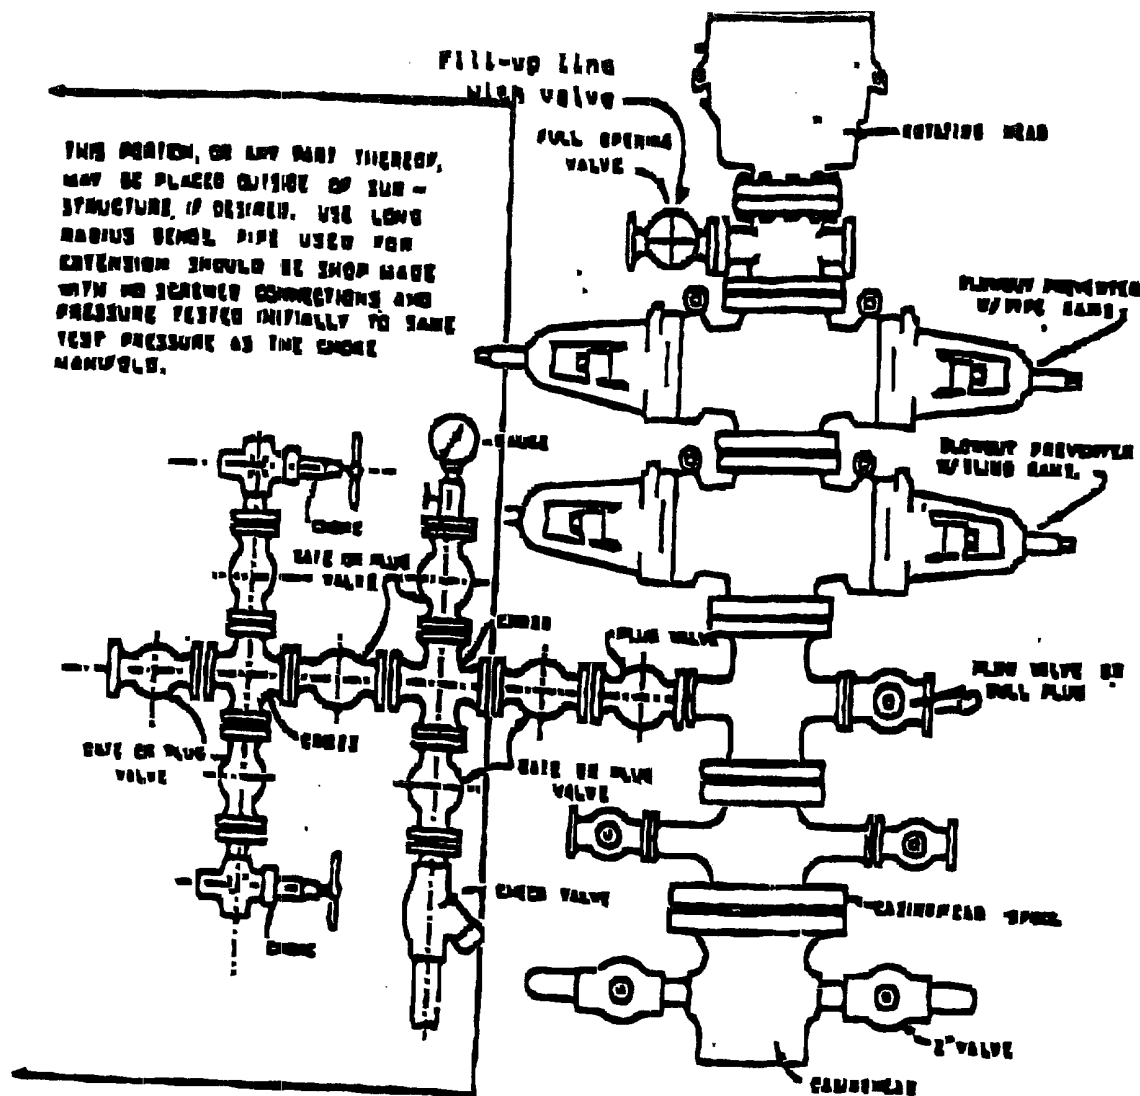 Fill-up line
with valve
FULL OPENING
VALVE
ROTATING HEAD
THIS PORTION, OR ANY PART THEREOF,
MAY BE PLACED OUTSIDE OF SUB-
STRUCTURE, IF DESIRED. USE LONG
RADIUS BENDS. PIPE USED FOR
EXTENSION SHOULD BE SHOP MADE
WITH NO SCREWED CONNECTIONS AND
PRESSURE TESTED INITIALLY TO SAME
TEST PRESSURE AS THE CHOKE
MANIFOLD.
BLOWOUT PREVENTER
W/PIPE RAMS
GAUGE
BLOWOUT PREVENTER
W/BLIND RAMS
CHOKE
GATE OR PLUG
VALVE
CROSS
VALVE
FLOW VALVE OR
BULL PLUG
CROSS
GATE OR PLUG
VALVE
GATE OR PLUG
VALVE
CHECK VALVE
CASINGHEAD SPOOL
CHOKE
2" VALVE
CASINGHEAD